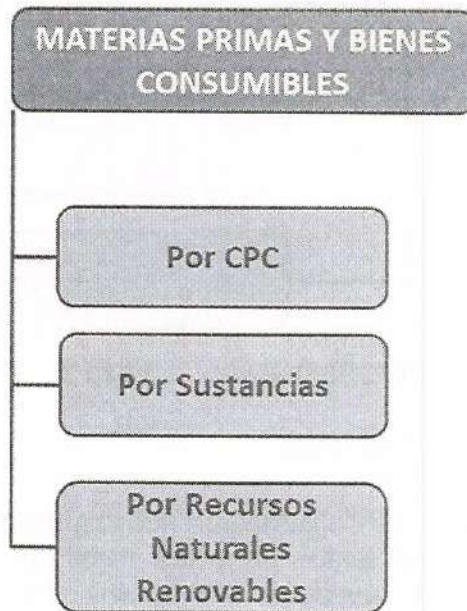 MATERIAS PRIMAS Y BIENES
CONSUMIBLES
Por CPC
Por Sustancias
Por Recursos
Naturales
Renovables